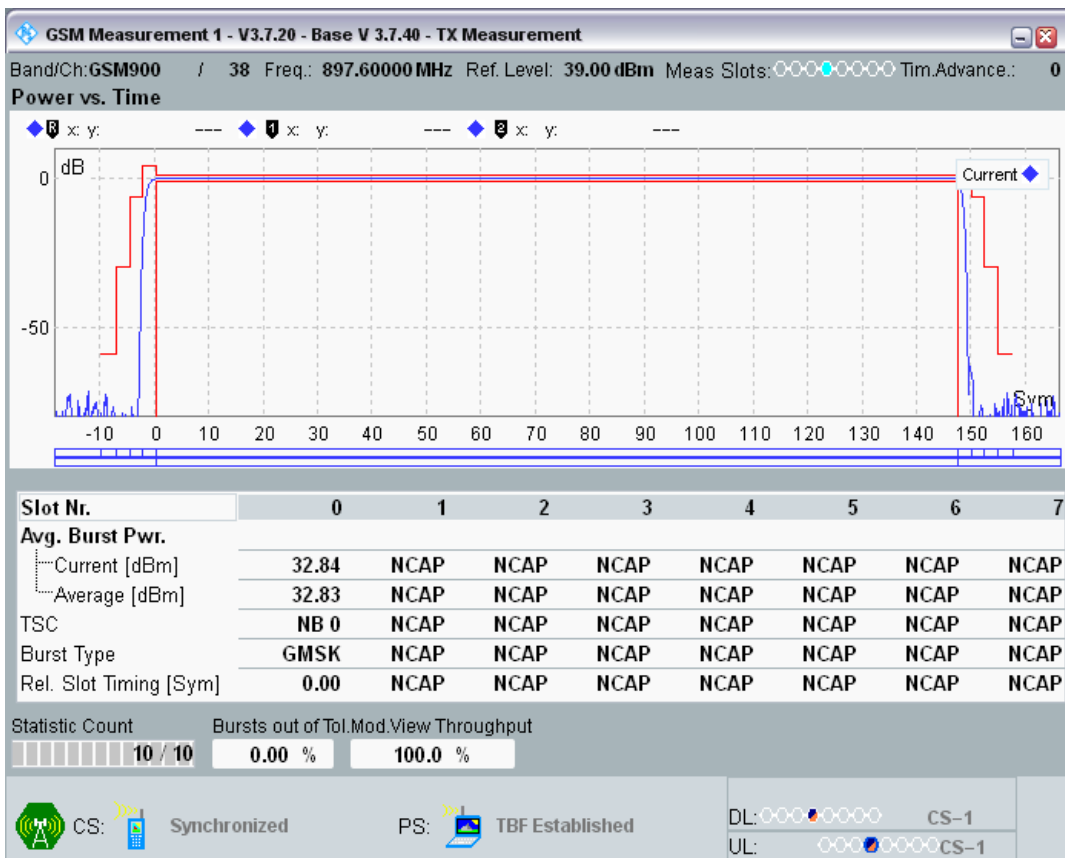 GSM Measurement 1 - V3.7.20 - Base V 3.7.40 - TX Measurement
Band/Ch:GSM900 / 38 Freq.: 897.60000 MHz Ref. Level: 39.00 dBm Meas Slots: Tim.Advance.: 0
Power vs. Time
R x: y: --- 1 x: y: --- 2 x: y: ---
dB
Current
0
-50
Sym
-10 0 10 20 30 40 50 60 70 80 90 100 110 120 130 140 150 160
Slot Nr. 0 1 2 3 4 5 6 7
Avg. Burst Pwr.
Current [dBm] 32.84 NCAP NCAP NCAP NCAP NCAP NCAP NCAP
Average [dBm] 32.83 NCAP NCAP NCAP NCAP NCAP NCAP NCAP
TSC NB 0 NCAP NCAP NCAP NCAP NCAP NCAP NCAP
Burst Type GMSK NCAP NCAP NCAP NCAP NCAP NCAP NCAP
Rel. Slot Timing [Sym] 0.00 NCAP NCAP NCAP NCAP NCAP NCAP NCAP
Statistic Count Bursts out of Tol.Mod.View Throughput
10 / 10 0.00 % 100.0 %
CS: Synchronized PS: TBF Established DL: CS-1
UL: CS-1